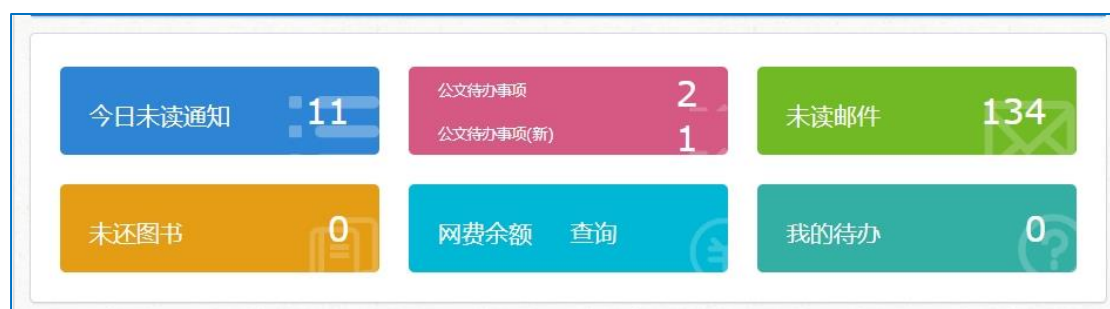 今日未读通知 11
公文待办事项 2
公文待办事项(新) 1
未读邮件 134
未还图书 0
网费余额 查询
我的待办 0